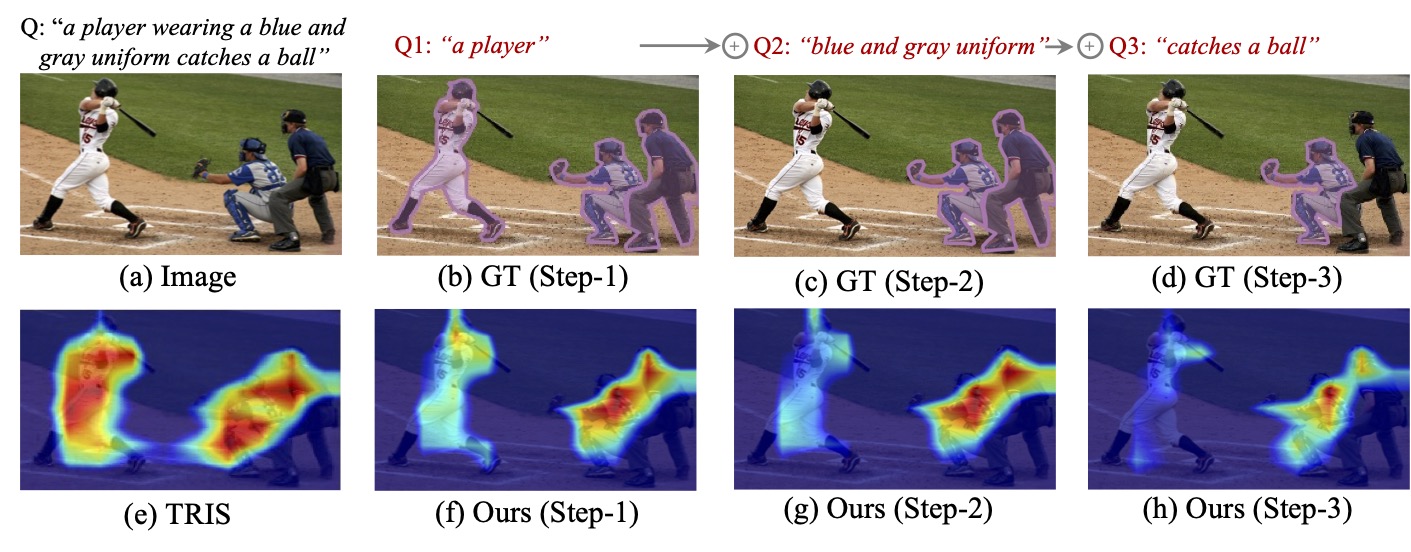 Q: “a player wearing a blue and
gray uniform catches a ball”
Q1: “a player”
+ Q2: “blue and gray uniform”
+ Q3: “catches a ball”
(a) Image
(b) GT (Step-1)
(c) GT (Step-2)
(d) GT (Step-3)
(e) TRIS
(f) Ours (Step-1)
(g) Ours (Step-2)
(h) Ours (Step-3)